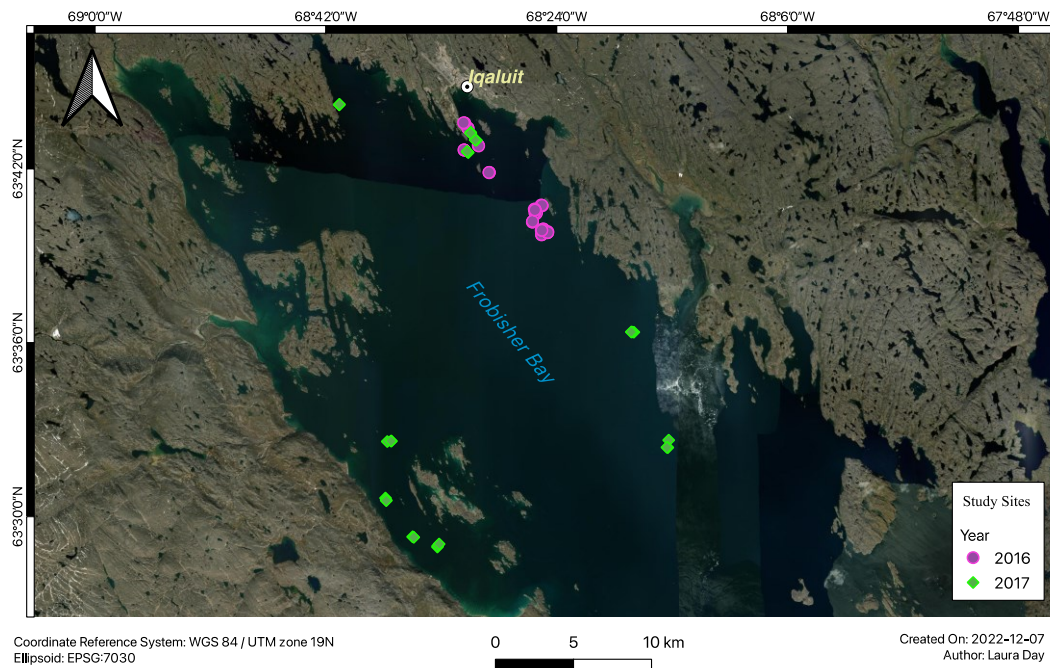 69°0′0″W 68°42′0″W 68°24′0″W 68°6′0″W 67°48′0″W
Iqaluit
63°42′0″N
Frobisher Bay
63°36′0″N
63°30′0″N
Study Sites
Year
2016
2017
Coordinate Reference System: WGS 84 / UTM zone 19N
Ellipsoid: EPSG:7030
0 5 10 km
Created On: 2022-12-07
Author: Laura Day